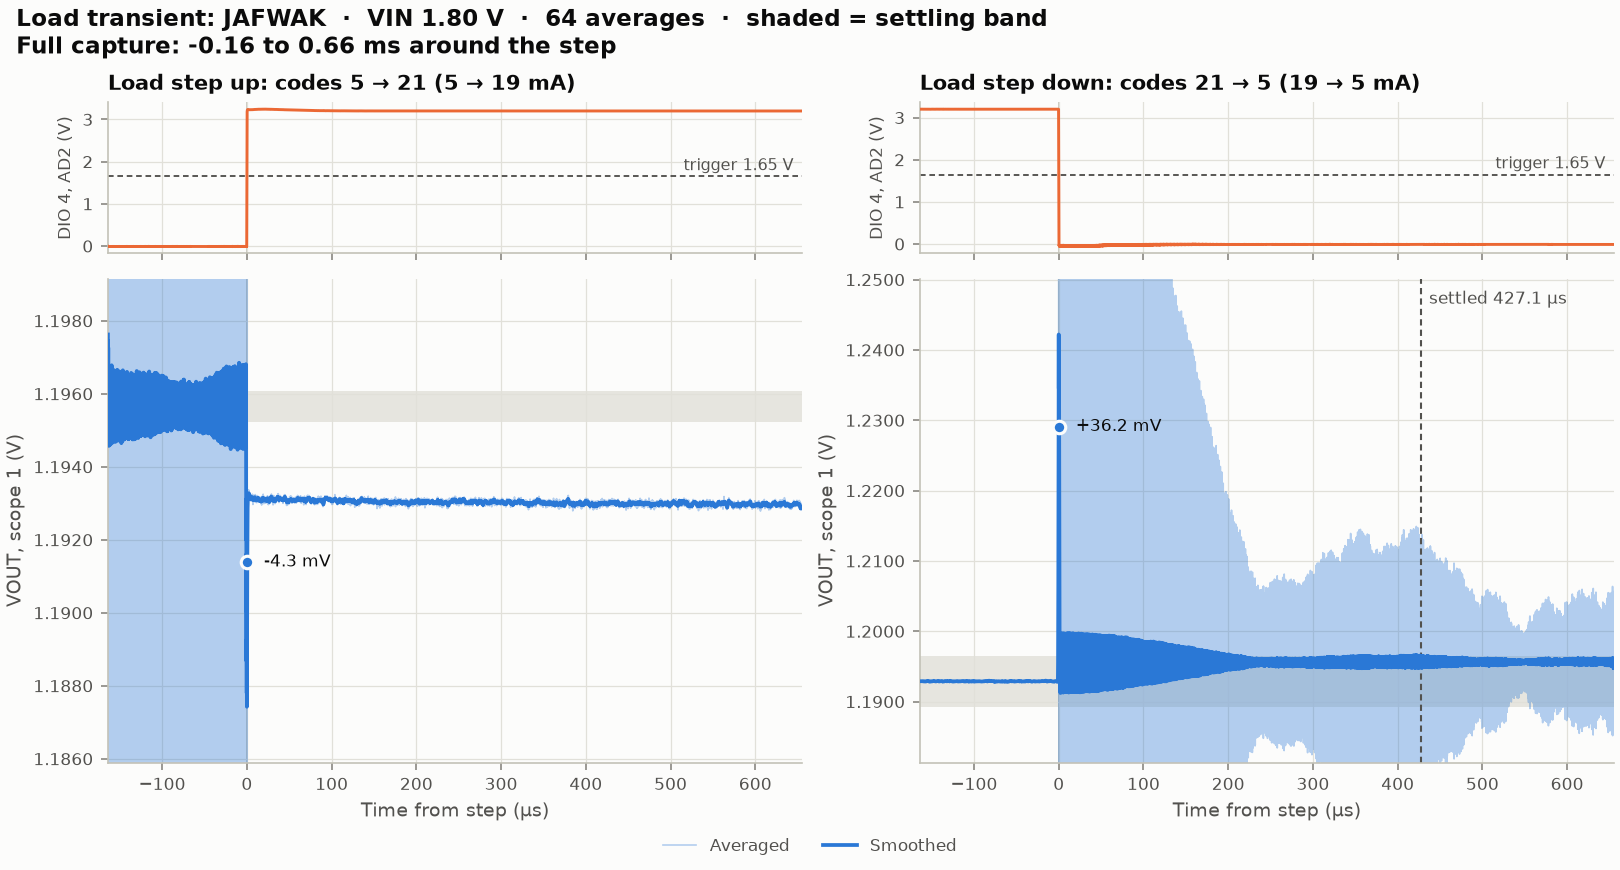 Load transient: JAFWAK · VIN 1.80 V · 64 averages · shaded = settling band
Full capture: -0.16 to 0.66 ms around the step
Load step up: codes 5 → 21 (5 → 19 mA)
DIO 4, AD2 (V)
3
2
1
0
trigger 1.65 V
VOUT, scope 1 (V)
1.1980
1.1960
1.1940
1.1920
1.1900
1.1880
1.1860
-4.3 mV
−100
0
100
200
300
400
500
600
Time from step (µs)
Load step down: codes 21 → 5 (19 → 5 mA)
DIO 4, AD2 (V)
3
2
1
0
trigger 1.65 V
VOUT, scope 1 (V)
1.2500
1.2400
1.2300
1.2200
1.2100
1.2000
1.1900
settled 427.1 µs
+36.2 mV
−100
0
100
200
300
400
500
600
Time from step (µs)
Averaged
Smoothed